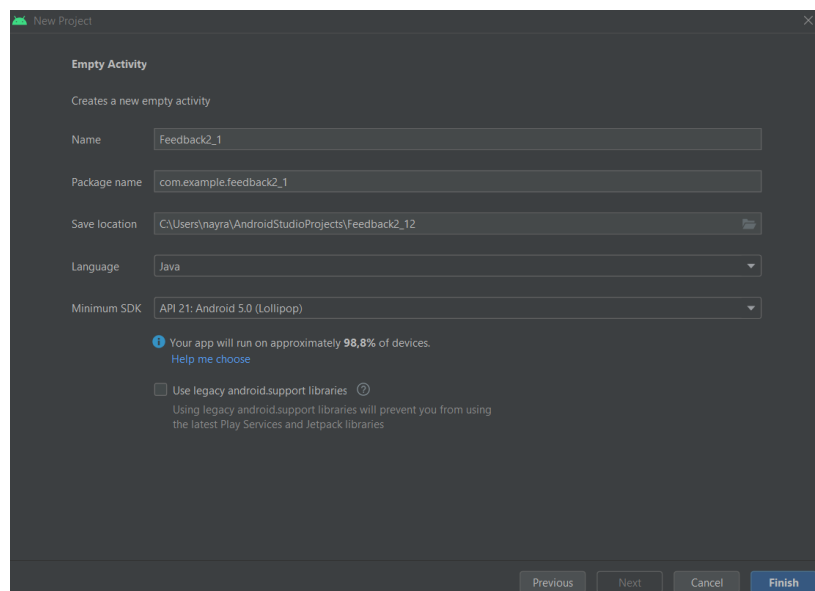 New Project
Empty Activity
Creates a new empty activity
Name Feedback2_1
Package name com.example.feedback2_1
Save location C:\Users\nayra\AndroidStudioProjects\Feedback2_12
Language Java
Minimum SDK API 21: Android 5.0 (Lollipop)
Your app will run on approximately 98,8% of devices.
Help me choose
Use legacy android.support libraries
Using legacy android.support libraries will prevent you from using
the latest Play Services and Jetpack libraries
Previous Next Cancel Finish